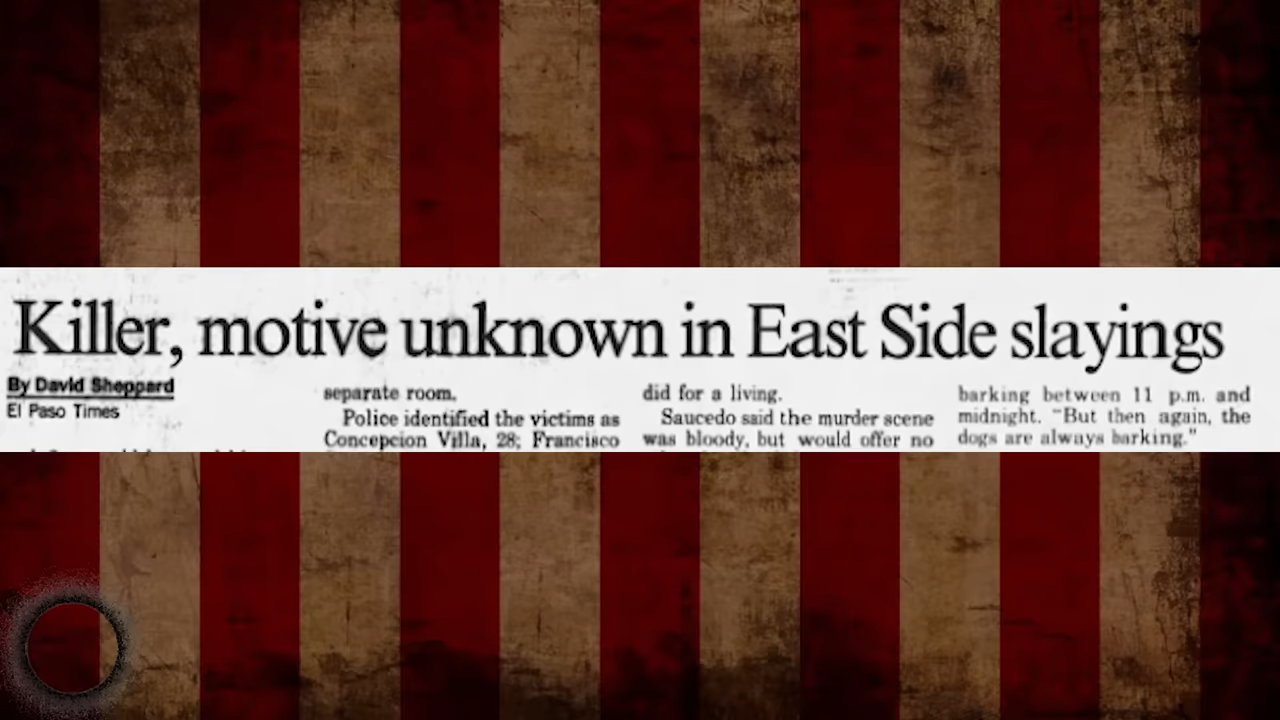 Killer, motive unknown in East Side slayings
By David Sheppard
El Paso Times
separate room.
Police identified the victims as
Concepcion Villa, 28; Francisco
did for a living.
Saucedo said the murder scene
was bloody, but would offer no
barking between 11 p.m. and
midnight. "But then again, the
dogs are always barking."